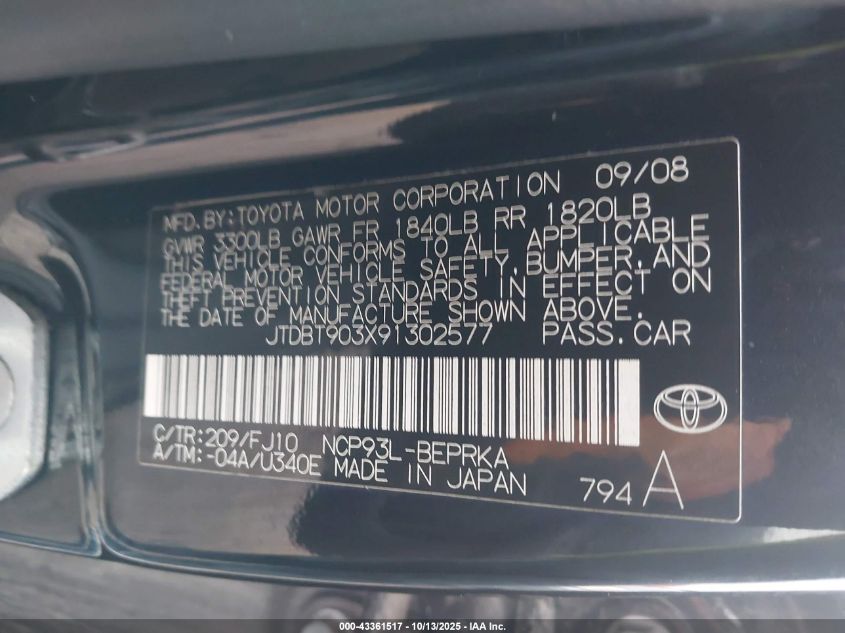 MFD.BY:TOYOTA MOTOR CORPORATION 09/08
GVWR 3300LB GAWR FR 1840LB RR 1820LB
THIS VEHICLE CONFORMS TO ALL APPLICABLE
FEDERAL MOTOR VEHICLE SAFETY,BUMPER,AND
THEFT PREVENTION STANDARDS IN EFFECT ON
THE DATE OF MANUFACTURE SHOWN ABOVE.
JTDBT903X91302577 PASS.CAR
C/TR:209/FJ10 NCP93L-BEPRKA
A/TM:-04A/U340E MADE IN JAPAN 794 A
000-43361517 - 10/13/2025 - IAA Inc.